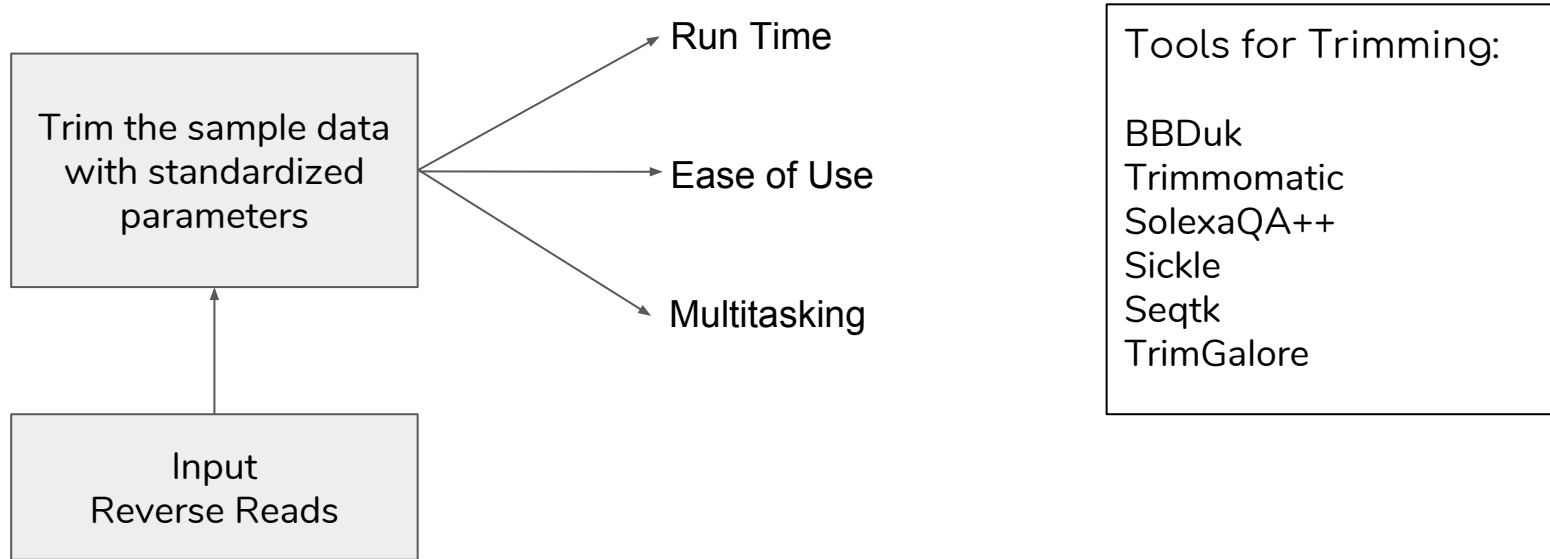 Run Time
Trim the sample data
with standardized
parameters
Ease of Use
Multitasking
Input
Reverse Reads
Tools for Trimming:
BBDuk
Trimmomatic
SolexaQA++
Sickle
Seqtk
TrimGalore